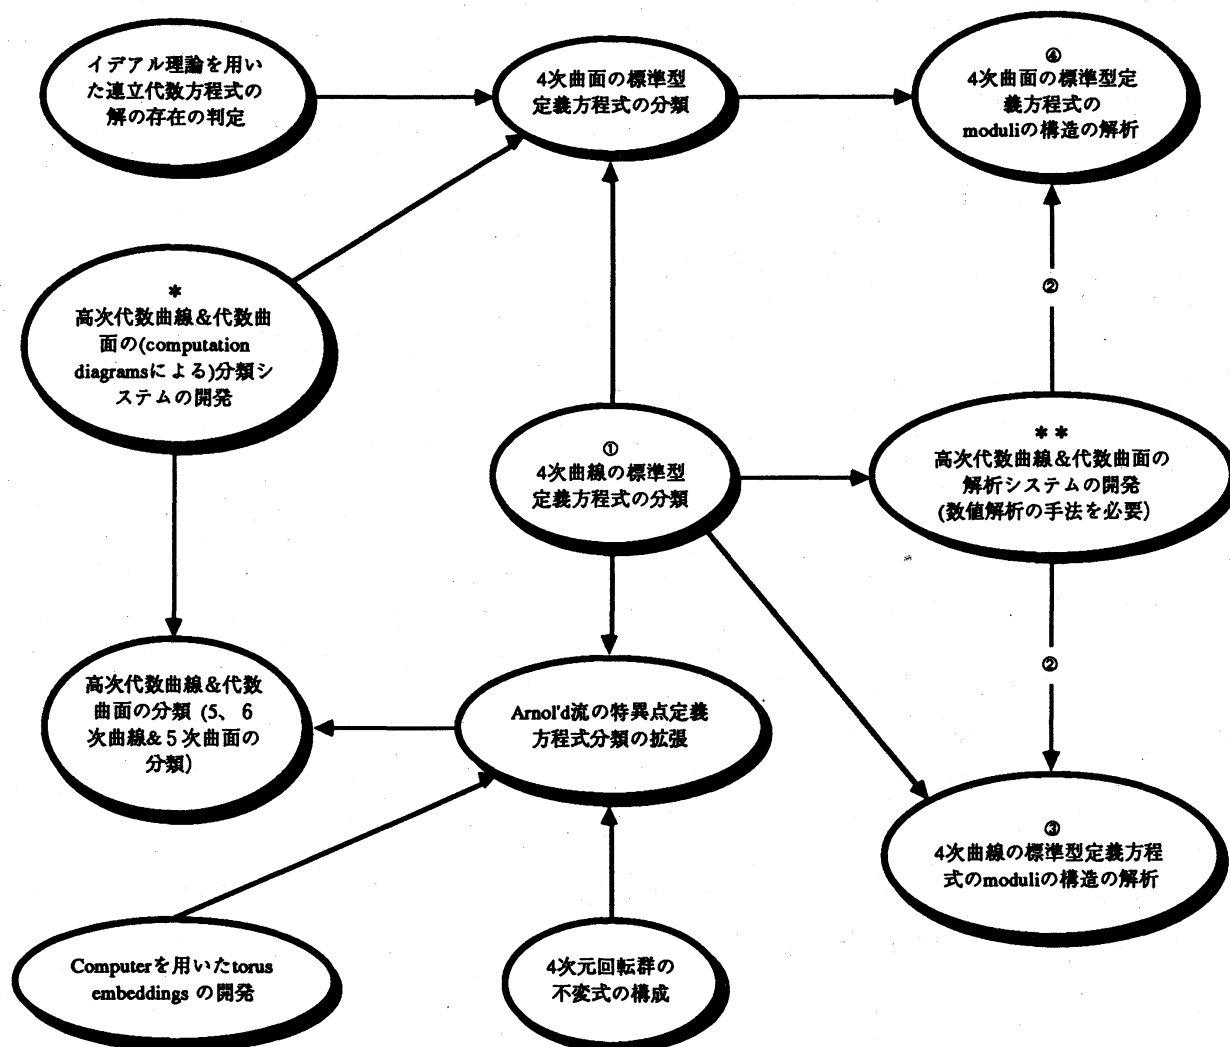 イデアル理論を用い
た連立代数方程式の
解の存在の判定
4次曲面の標準型
定義方程式の分類
④
4次曲面の標準型定
義方程式の
moduliの構造の解析
*
高次代数曲線&代数曲
面の(computation
diagramsによる)分類シ
ステムの開発
②
①
4次曲線の標準型
定義方程式の分類
* *
高次代数曲線&代数曲面の
解析システムの開発
(数値解析の手法を必要)
②
高次代数曲線&代数
曲面の分類 (5、6
次曲線&5次曲面の
分類)
Arnol'd流の特異点定義
方程式分類の拡張
③
4次曲線の標準型定義方程
式のmoduliの構造の解析
Computerを用いたtorus
embeddings の開発
4次元回転群の
不変式の構成